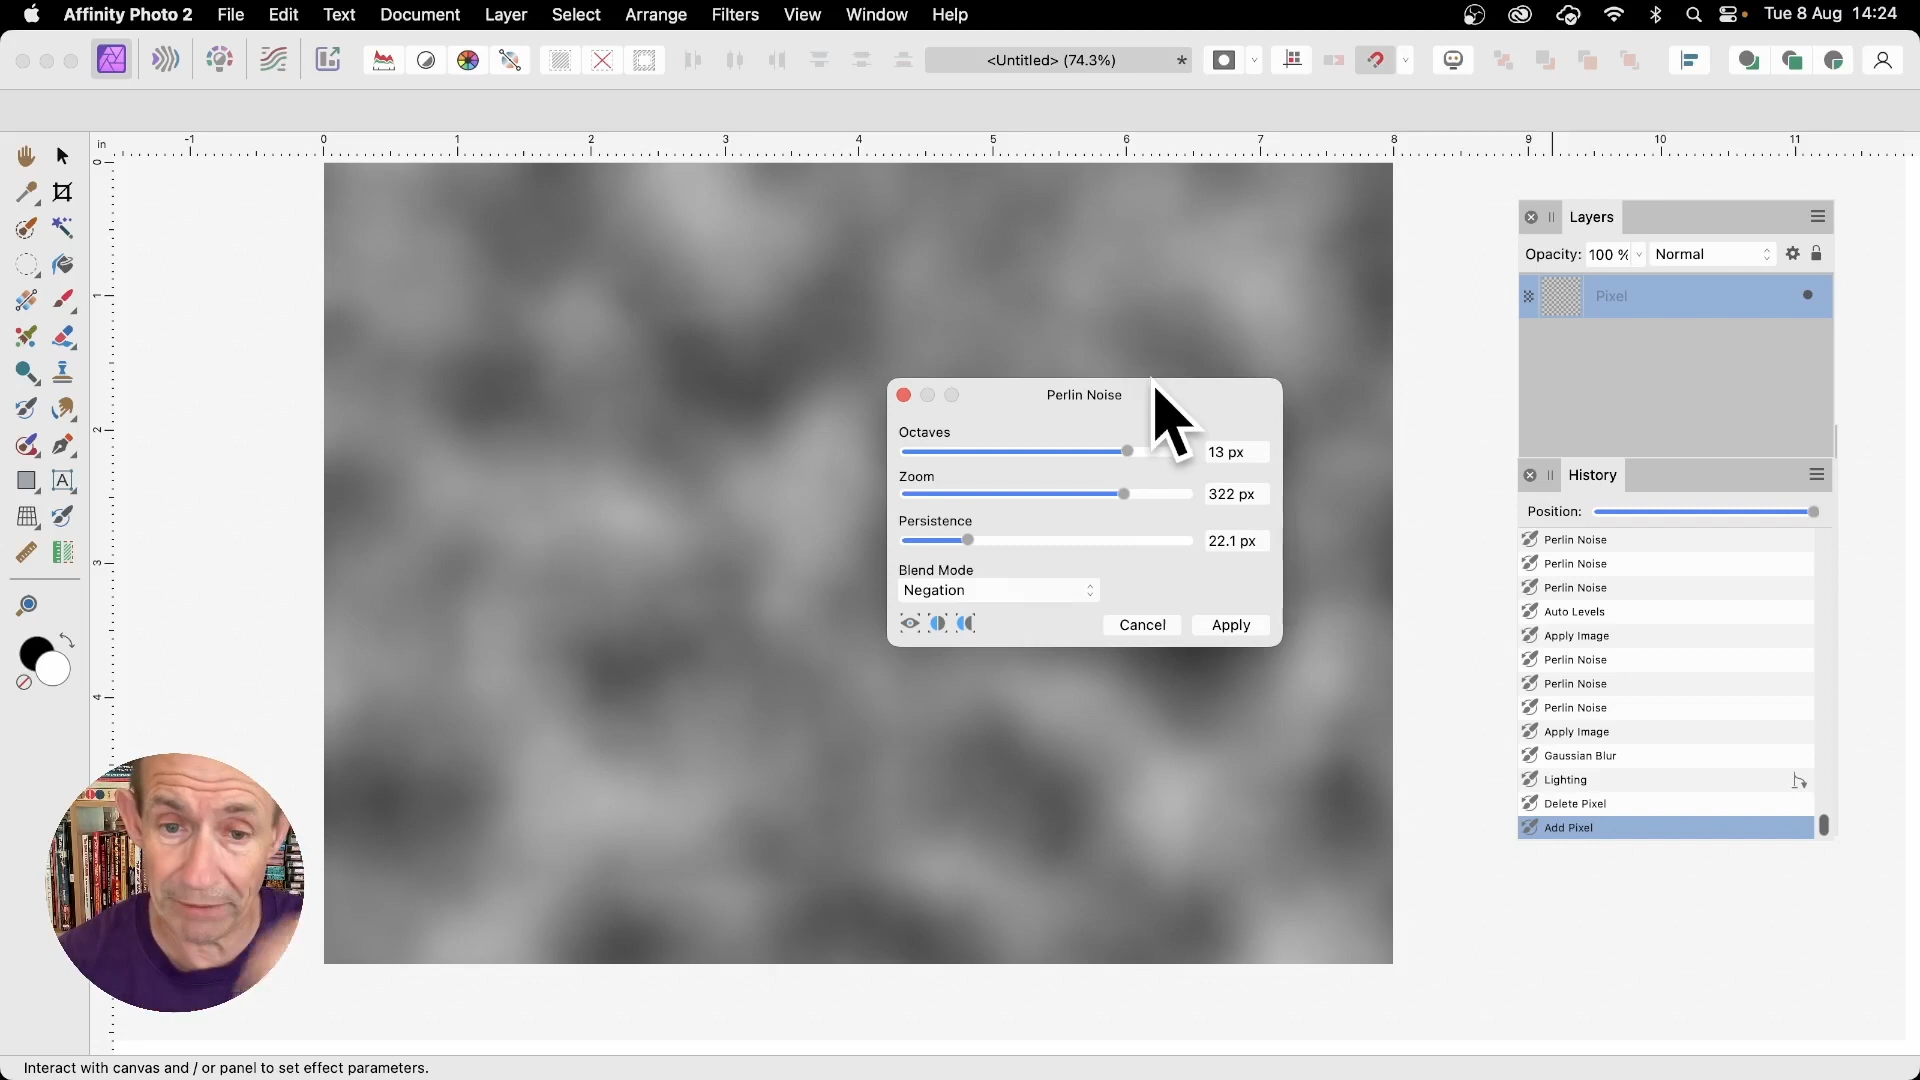 Affinity Photo 2 File Edit Text Document Layer Select Arrange Filters View Window Help Tue 8 Aug 14:24
<Untitled> (74.3%) *
in -1 0 1 2 3 4 5 6 7 8 9 10 11
0
1
2
3
4
Layers
Opacity: 100 % Normal
Pixel
Perlin Noise
Octaves
13 px
Zoom
322 px
Persistence
22.1 px
Blend Mode
Negation
Cancel Apply
History
Position:
Perlin Noise
Perlin Noise
Perlin Noise
Auto Levels
Apply Image
Perlin Noise
Perlin Noise
Perlin Noise
Apply Image
Gaussian Blur
Lighting
Delete Pixel
Add Pixel
A
Interact with canvas and / or panel to set effect parameters.